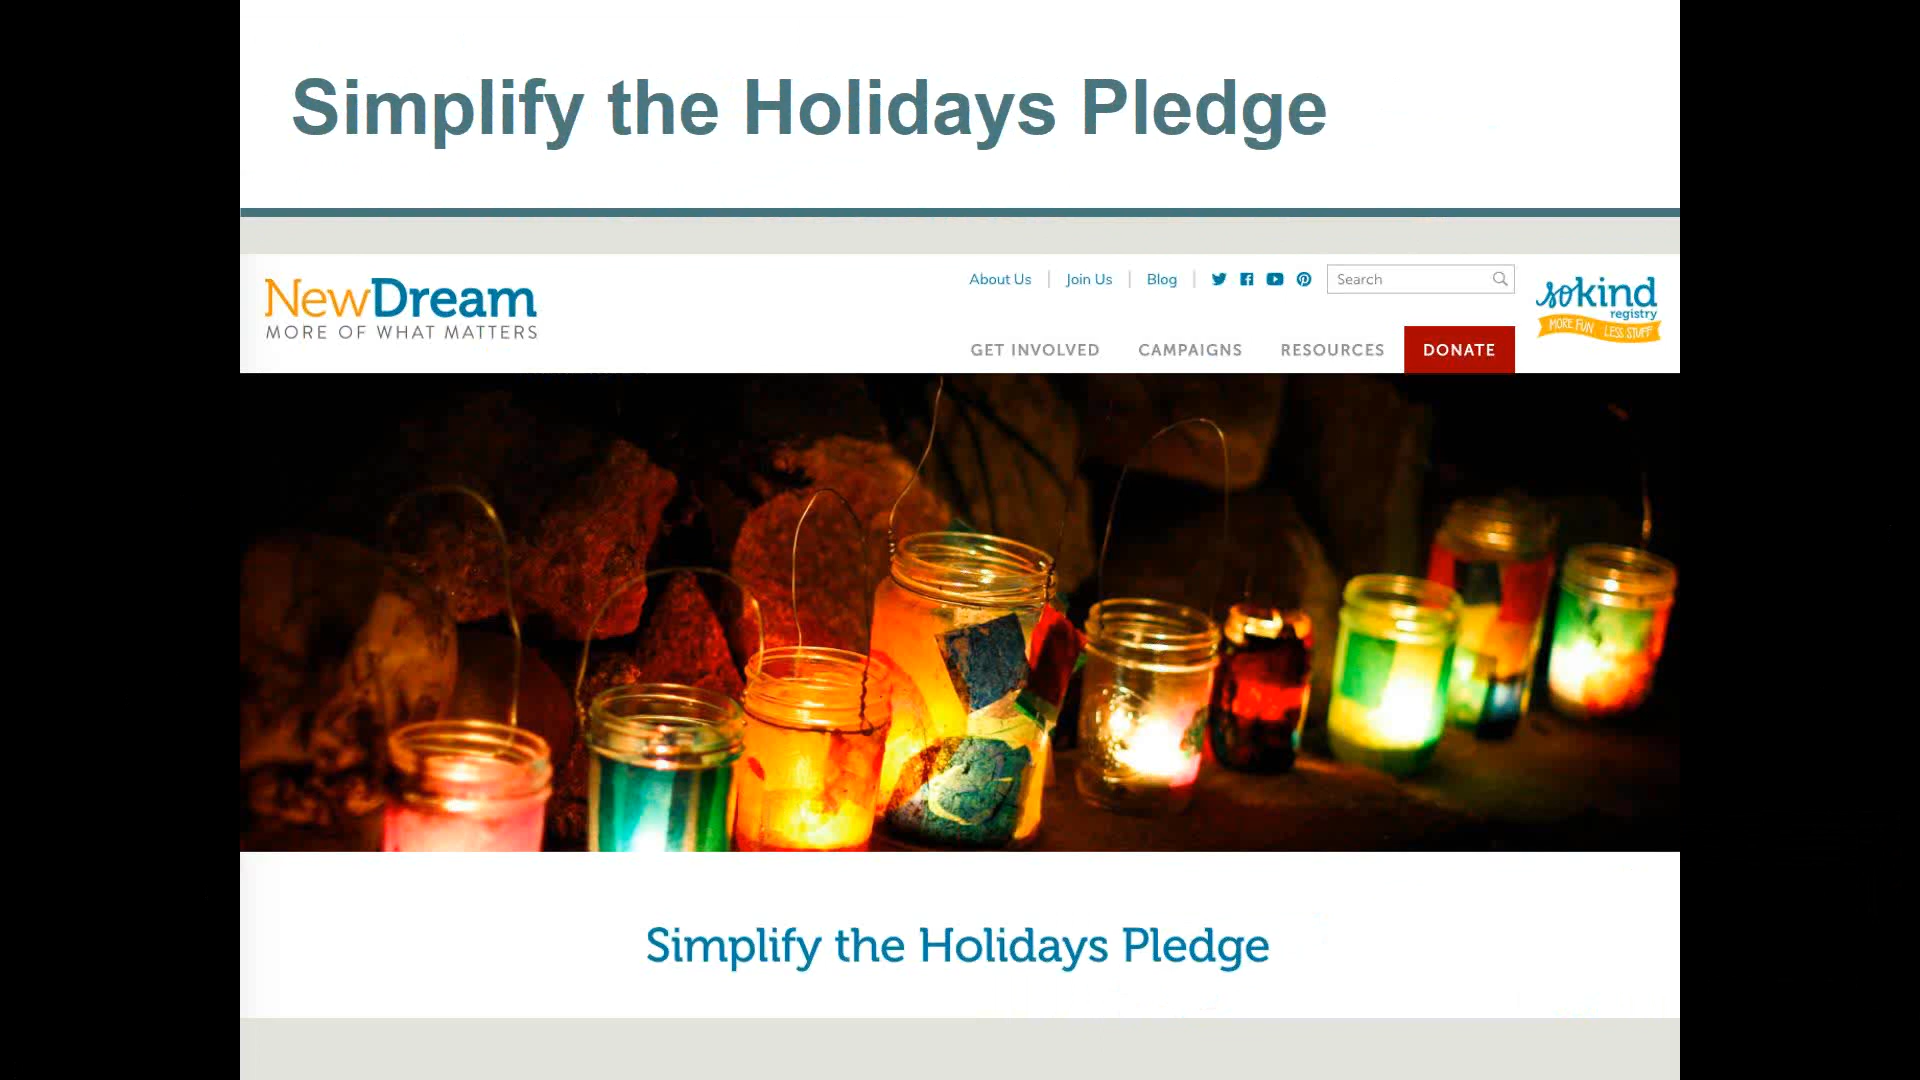 Simplify the Holidays Pledge
NewDream
MORE OF WHAT MATTERS
About Us | Join Us | Blog | Search
sokind
registry
MORE FUN LESS STUFF
GET INVOLVED CAMPAIGNS RESOURCES DONATE
Simplify the Holidays Pledge